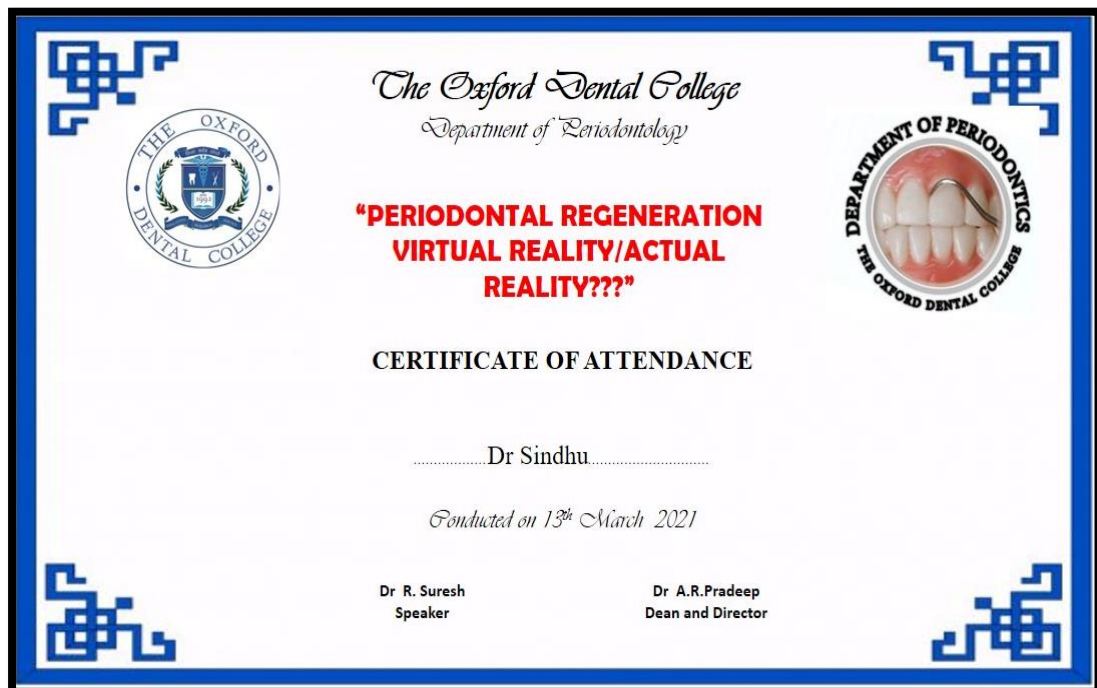 The Oxford Dental College
Department of Periodontology
THE OXFORD
DENTAL COLLEGE
1992
DEPARTMENT OF PERIODONTICS
THE OXFORD DENTAL COLLEGE
“PERIODONTAL REGENERATION
VIRTUAL REALITY/ACTUAL
REALITY???”
CERTIFICATE OF ATTENDANCE
..................Dr Sindhu..............................
Conducted on 13th March 2021
Dr R. Suresh
Speaker
Dr A.R.Pradeep
Dean and Director